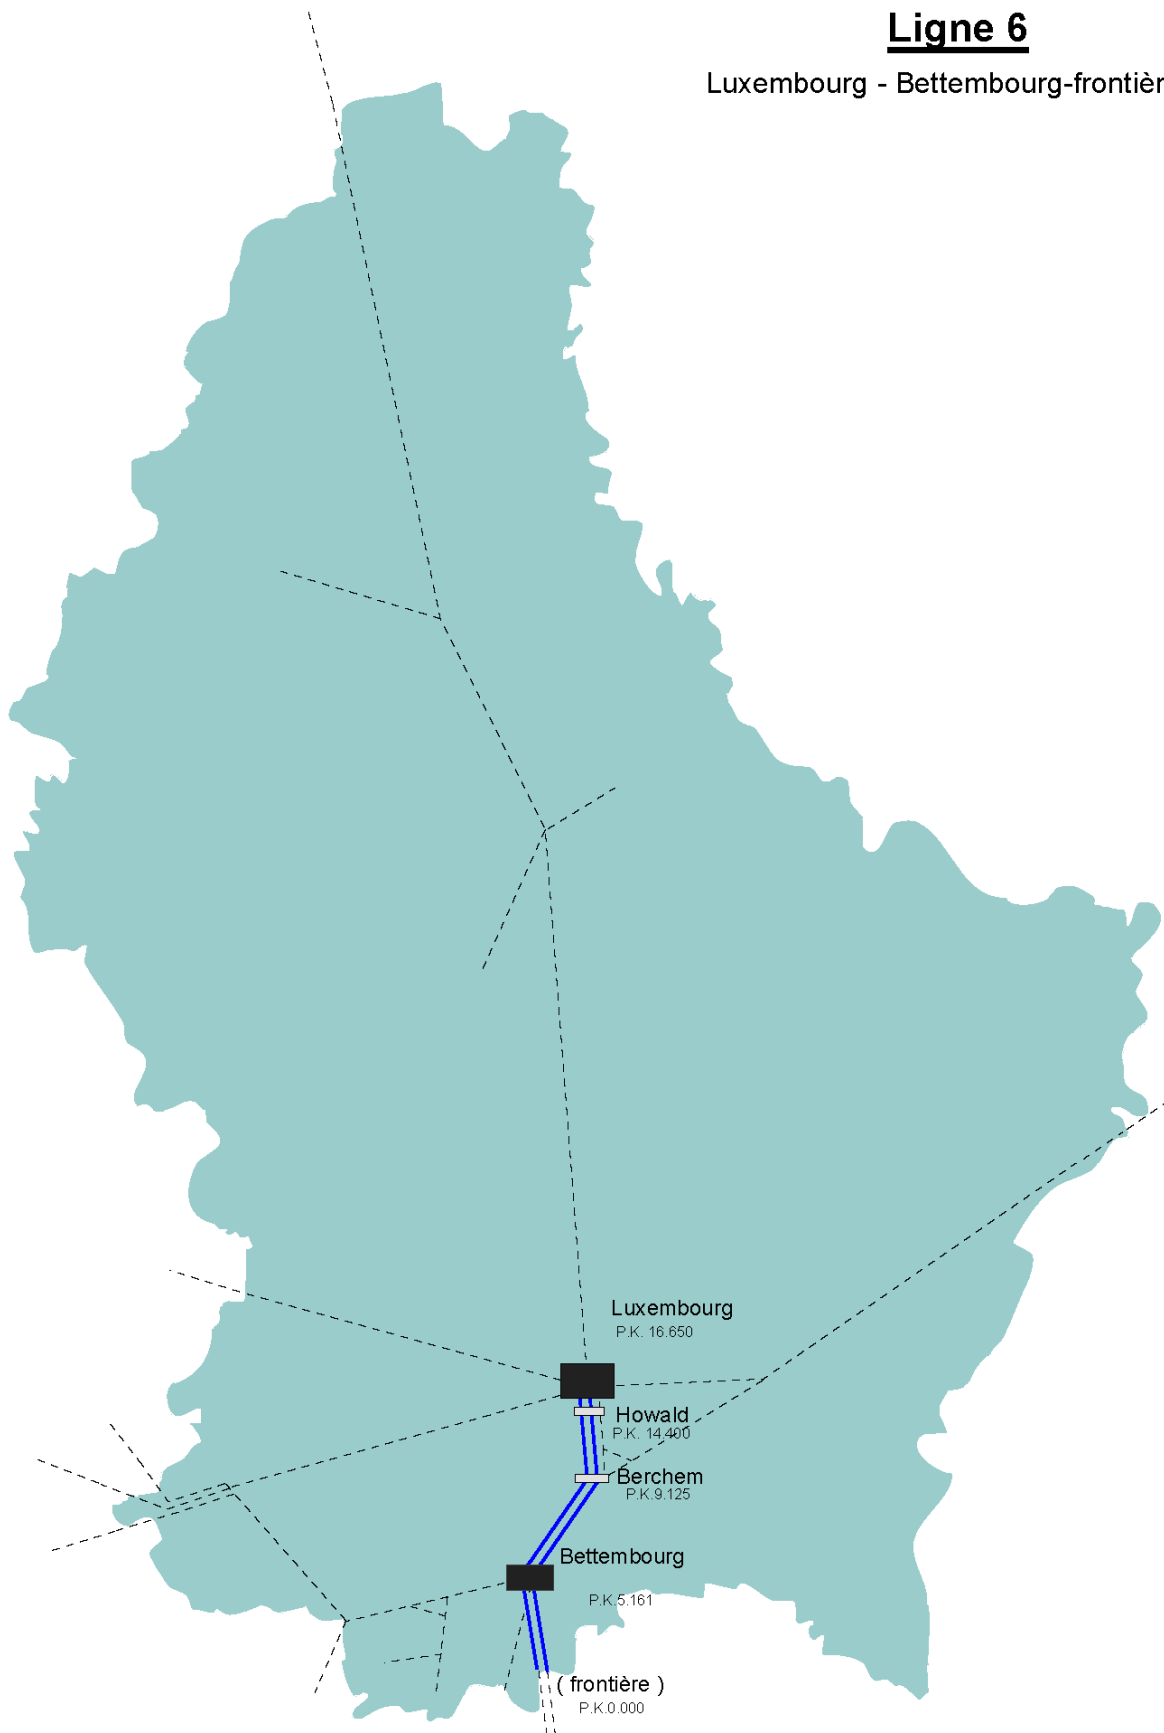 Ligne 6
Luxembourg - Bettembourg-frontièr
Luxembourg
P.K. 16.650
Howald
P.K. 14.400
Berchem
P.K.9.125
Bettembourg
P.K.5.161
( frontière )
P.K.0.000